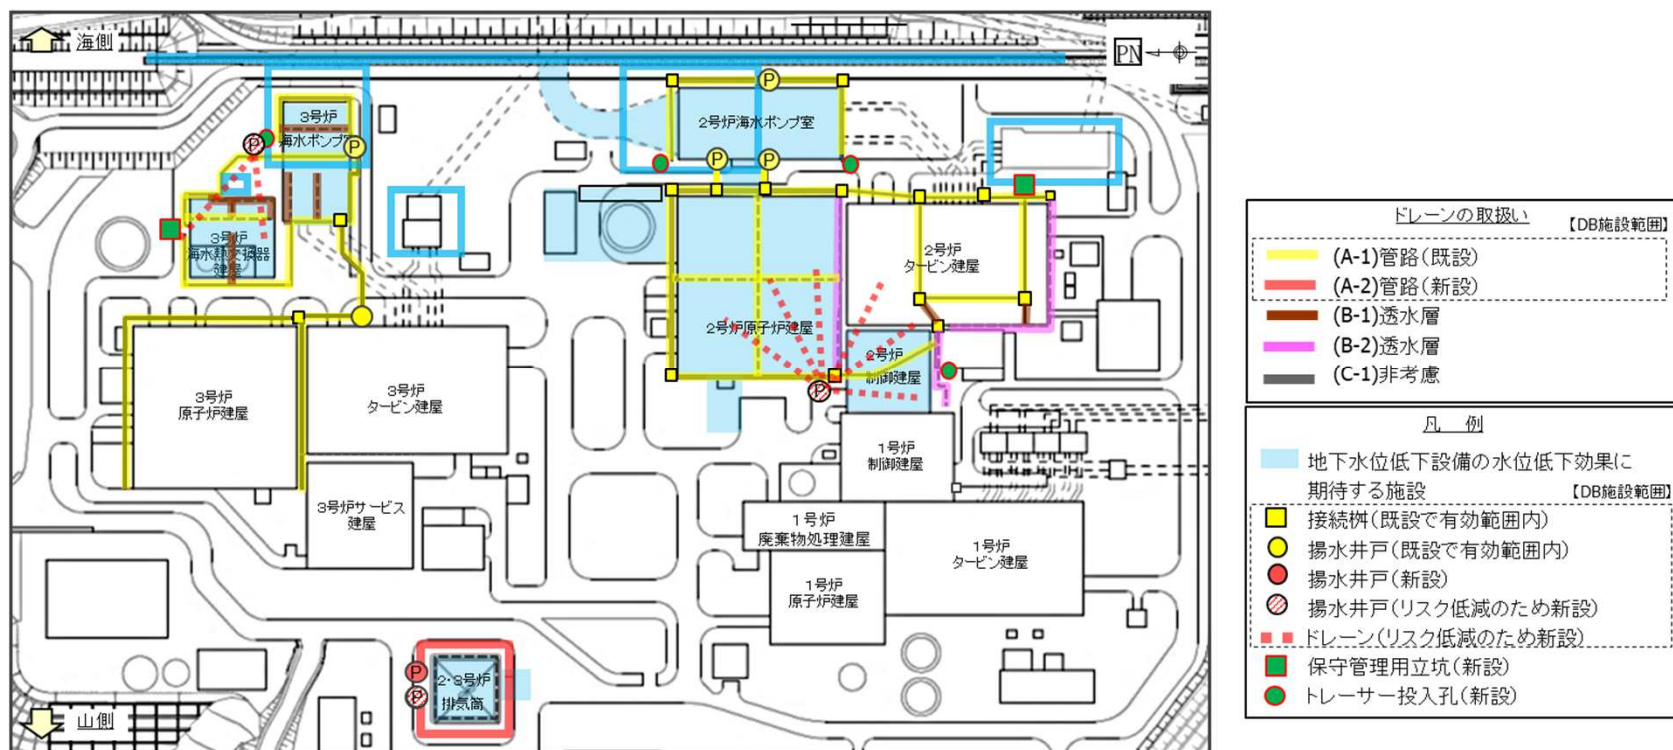 海側
PN
3号炉
海水ポンプ室
P
P
P
2号炉海水ポンプ室
P
P
3号炉
海水熱交換器
建屋
2号炉
タービン建屋
2号炉原子炉建屋
2号炉
制御建屋
P
3号炉
原子炉建屋
3号炉
タービン建屋
1号炉
制御建屋
3号炉サービス
建屋
1号炉
廃棄物処理建屋
1号炉
タービン建屋
1号炉
原子炉建屋
P
P
2・3号炉
排気筒
山側
ドレーンの取扱い
【DB施設範囲】
(A-1)管路(既設)
(A-2)管路(新設)
(B-1)透水層
(B-2)透水層
(C-1)非考慮
凡 例
地下水位低下設備の水位低下効果に
期待する施設
【DB施設範囲】
接続桝(既設で有効範囲内)
揚水井戸(既設で有効範囲内)
揚水井戸(新設)
揚水井戸(リスク低減のため新設)
ドレーン(リスク低減のため新設)
保守管理用立坑(新設)
トレーサー投入孔(新設)